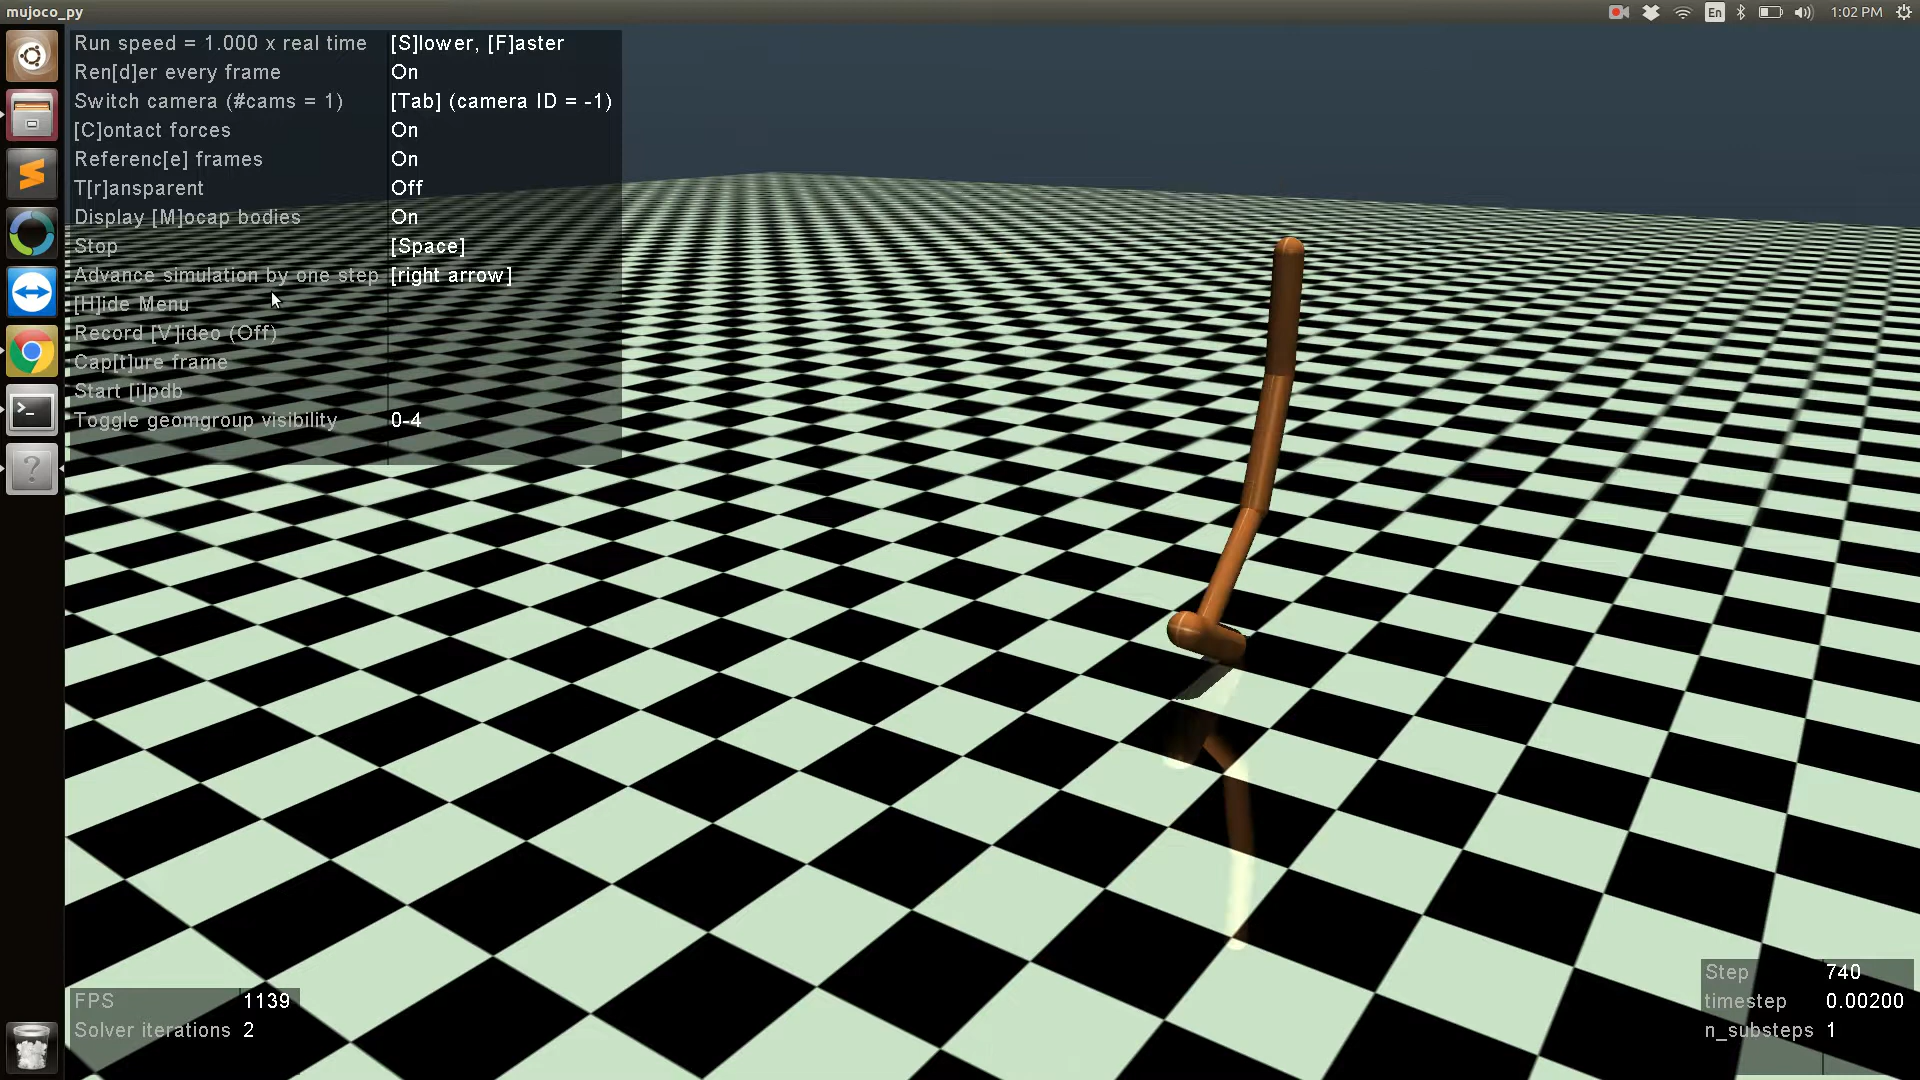 mujoco_py
En
1:02 PM
Run speed = 1.000 x real time [S]lower, [F]aster
Ren[d]er every frame On
Switch camera (#cams = 1) [Tab] (camera ID = -1)
[C]ontact forces On
Referenc[e] frames On
T[r]ansparent Off
Display [M]ocap bodies On
Stop [Space]
Advance simulation by one step [right arrow]
[H]ide Menu
Record [V]ideo (Off)
Cap[t]ure frame
Start [i]pdb
Toggle geomgroup visibility 0-4
FPS 1139
Solver iterations 2
Step 740
timestep 0.00200
n_substeps 1